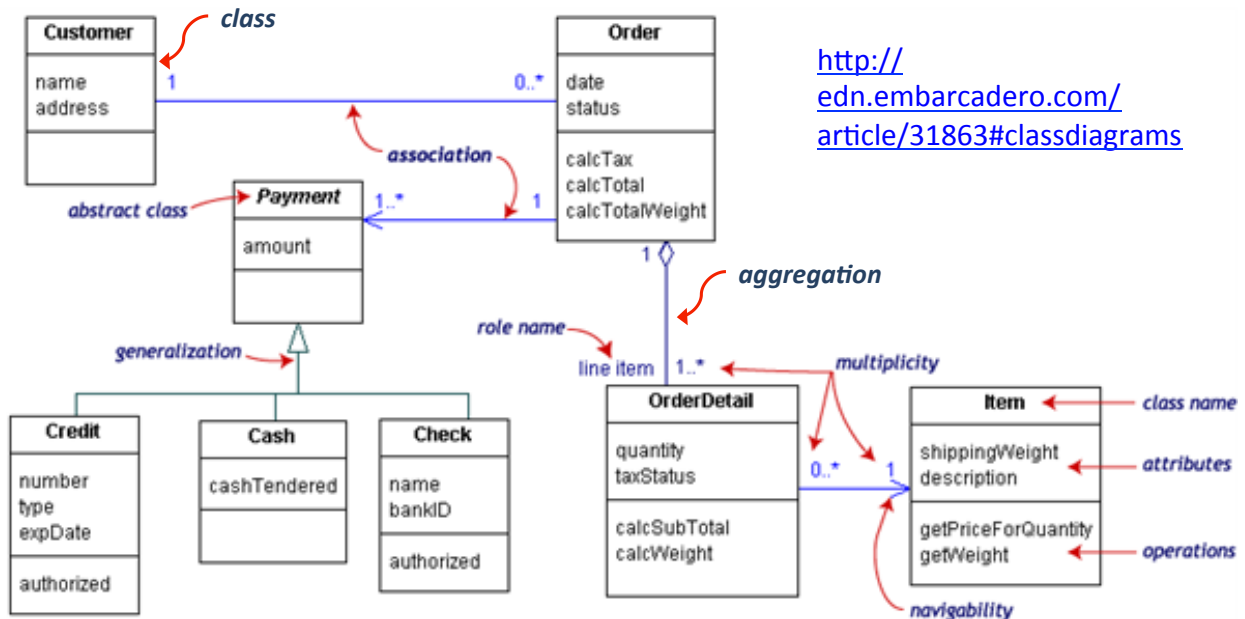 class
Customer
name
address
1
0..*
Order
date
status
calcTax
calcTotal
calcTotalWeight
http://
edn.embarcadero.com/
article/31863#classdiagrams
association
abstract class
Payment
amount
1..*
1
1
aggregation
role name
line item
1..*
multiplicity
generalization
Credit
number
type
expDate
authorized
Cash
cashTendered
Check
name
bankID
authorized
OrderDetail
quantity
taxStatus
calcSubTotal
calcWeight
0..*
1
Item
shippingWeight
description
getPriceForQuantity
getWeight
class name
attributes
operations
navigability